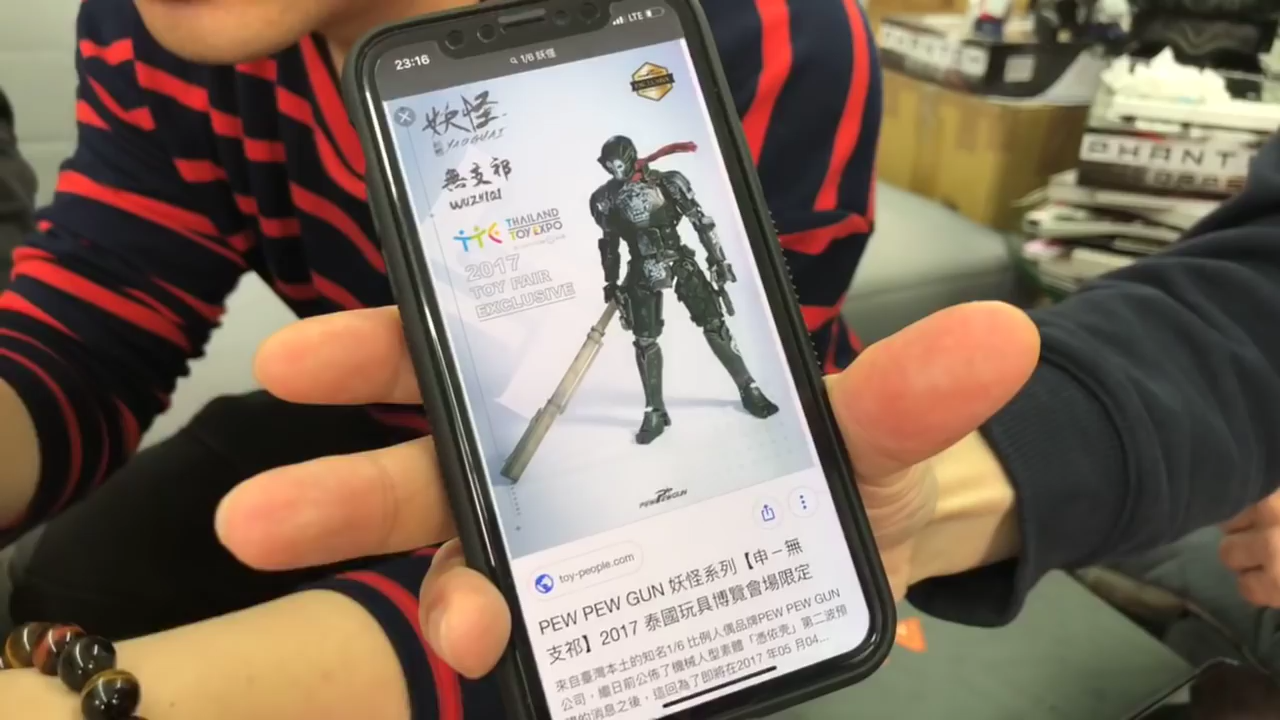 23:16
LTE
1/6 妖怪
妖怪
YAOGUAI
無支祁
WUZHIQI
THAILAND
TOY EXPO
2017
TOY FAIR
EXCLUSIVE
PEWPEWGUN
toy-people.com
PEW PEW GUN 妖怪系列【申－無
支祁】2017 泰國玩具博覽會場限定
來自臺灣本土的知名1/6 比例人偶品牌PEW PEW GUN
公司，繼日前公佈了機械人型素體「憑依壳」第二波預
的消息之後，這回為了即將在2017 年05 月04...
PHANT